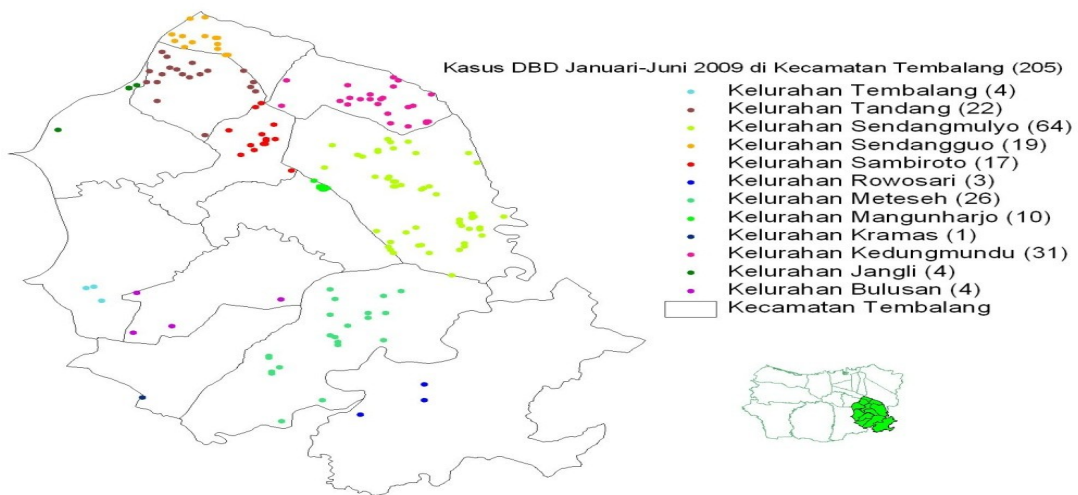 Kasus DBD Januari-Juni 2009 di Kecamatan Tembalang (205)
Kelurahan Tembalang (4)
Kelurahan Tandang (22)
Kelurahan Sendangmulyo (64)
Kelurahan Sendangguo (19)
Kelurahan Sambiroto (17)
Kelurahan Rowosari (3)
Kelurahan Meteseh (26)
Kelurahan Mangunharjo (10)
Kelurahan Kramas (1)
Kelurahan Kedungmundu (31)
Kelurahan Jangli (4)
Kelurahan Bulusan (4)
Kecamatan Tembalang